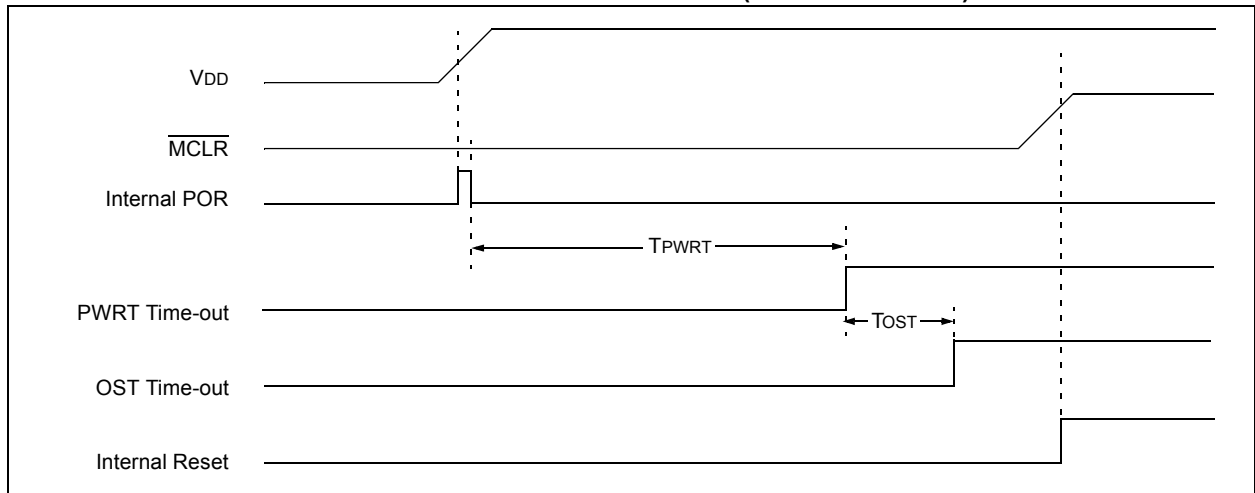 VDD
MCLR
Internal POR
TPWRT
PWRT Time-out
TOST
OST Time-out
Internal Reset